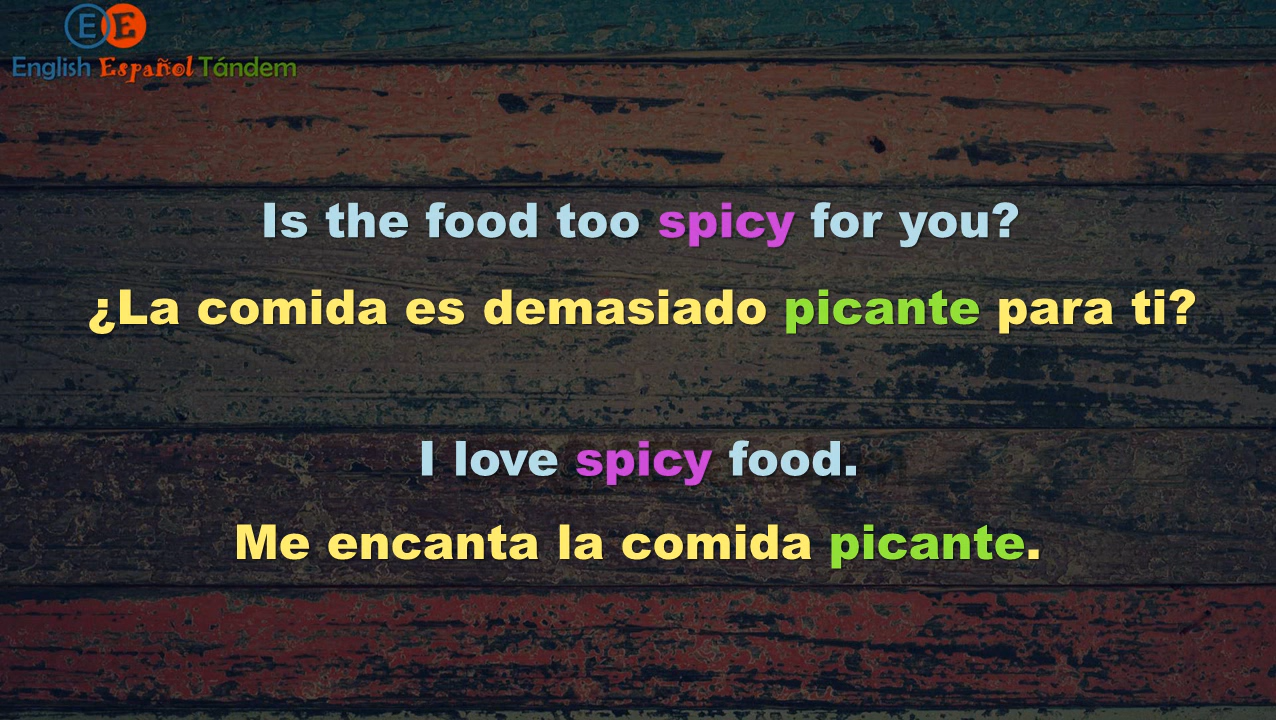 EE
English Español Tándem
Is the food too spicy for you?
¿La comida es demasiado picante para ti?
I love spicy food.
Me encanta la comida picante.